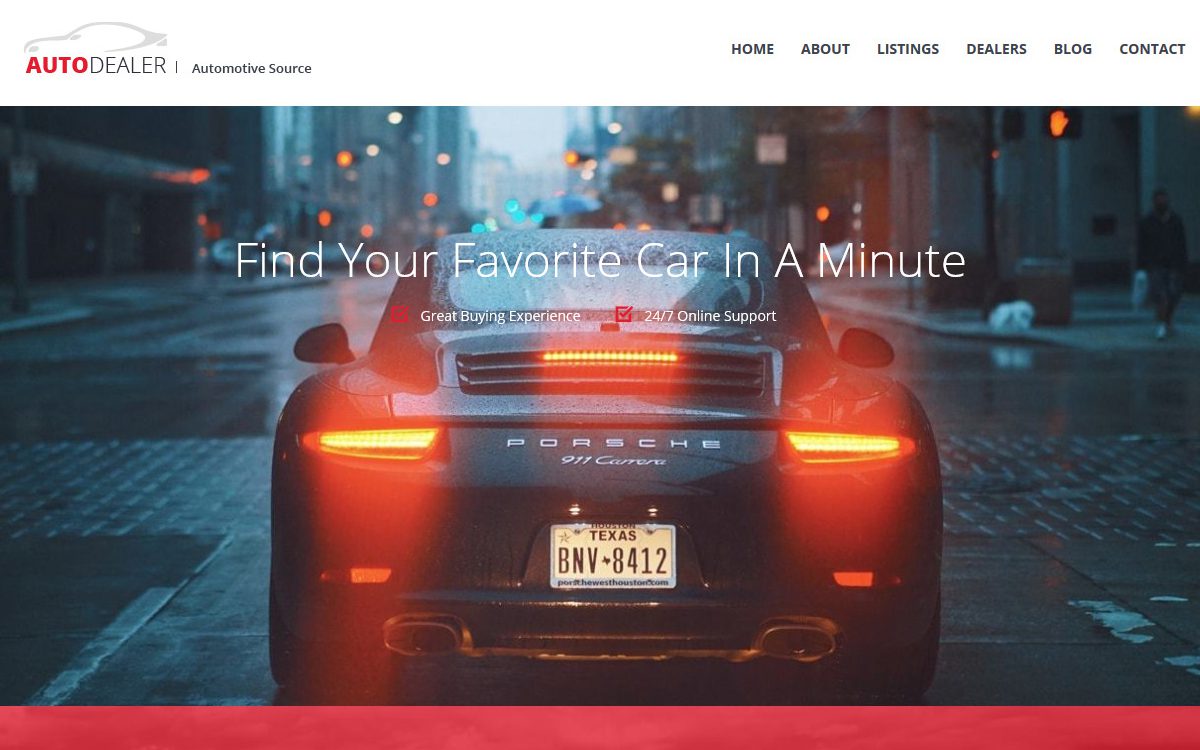 AUTODEALER
Automotive Source
HOME ABOUT LISTINGS DEALERS BLOG CONTACT
Find Your Favorite Car In A Minute
Great Buying Experience 24/7 Online Support
PORSCHE
911 Carrera
HOUSTON
TEXAS
BNV 8412
porschewesthouston.com